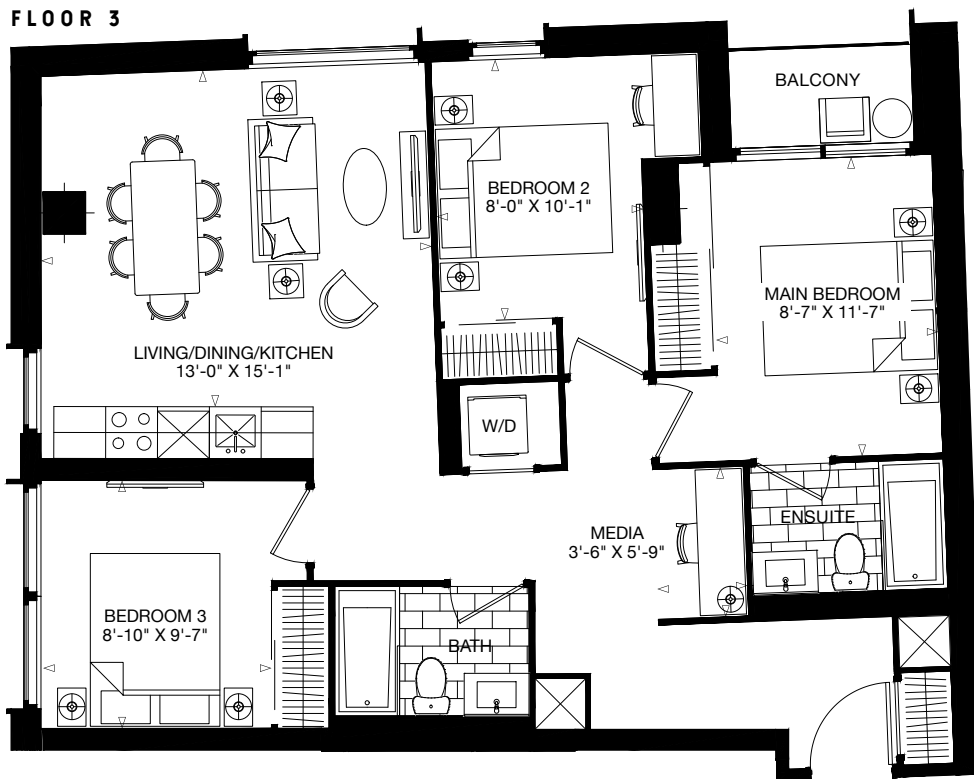 FLOOR 3
BALCONY
BEDROOM 2
8'-0" X 10'-1"
MAIN BEDROOM
8'-7" X 11'-7"
LIVING/DINING/KITCHEN
13'-0" X 15'-1"
W/D
ENSUITE
MEDIA
3'-6" X 5'-9"
BEDROOM 3
8'-10" X 9'-7"
BATH